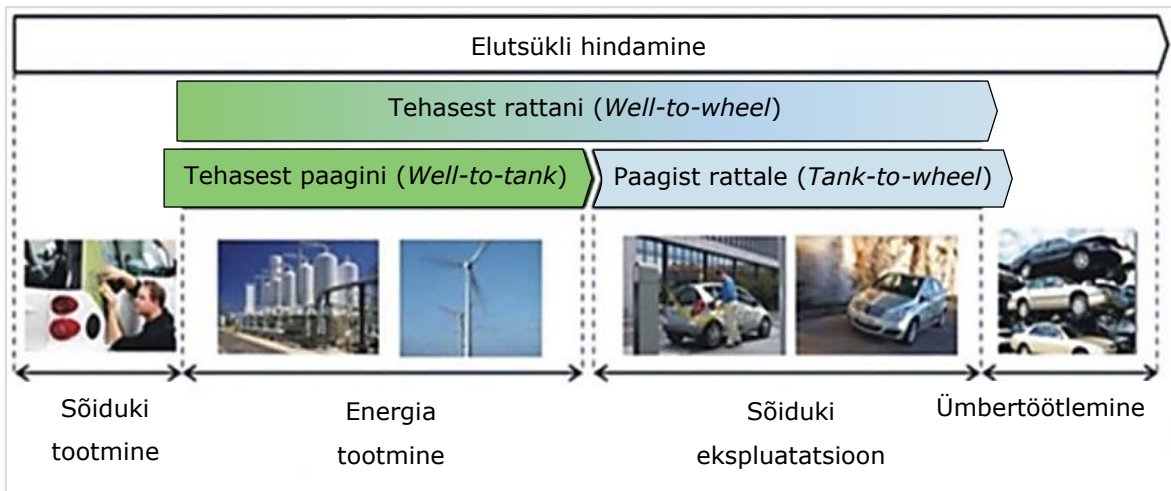 Elutsükli hindamine
Tehasest rattani (Well-to-wheel)
Tehasest paagini (Well-to-tank)
Paagist rattale (Tank-to-wheel)
Sõiduki
tootmine
Energia
tootmine
Sõiduki
ekspluatatsioon
Ümbertöötlemine